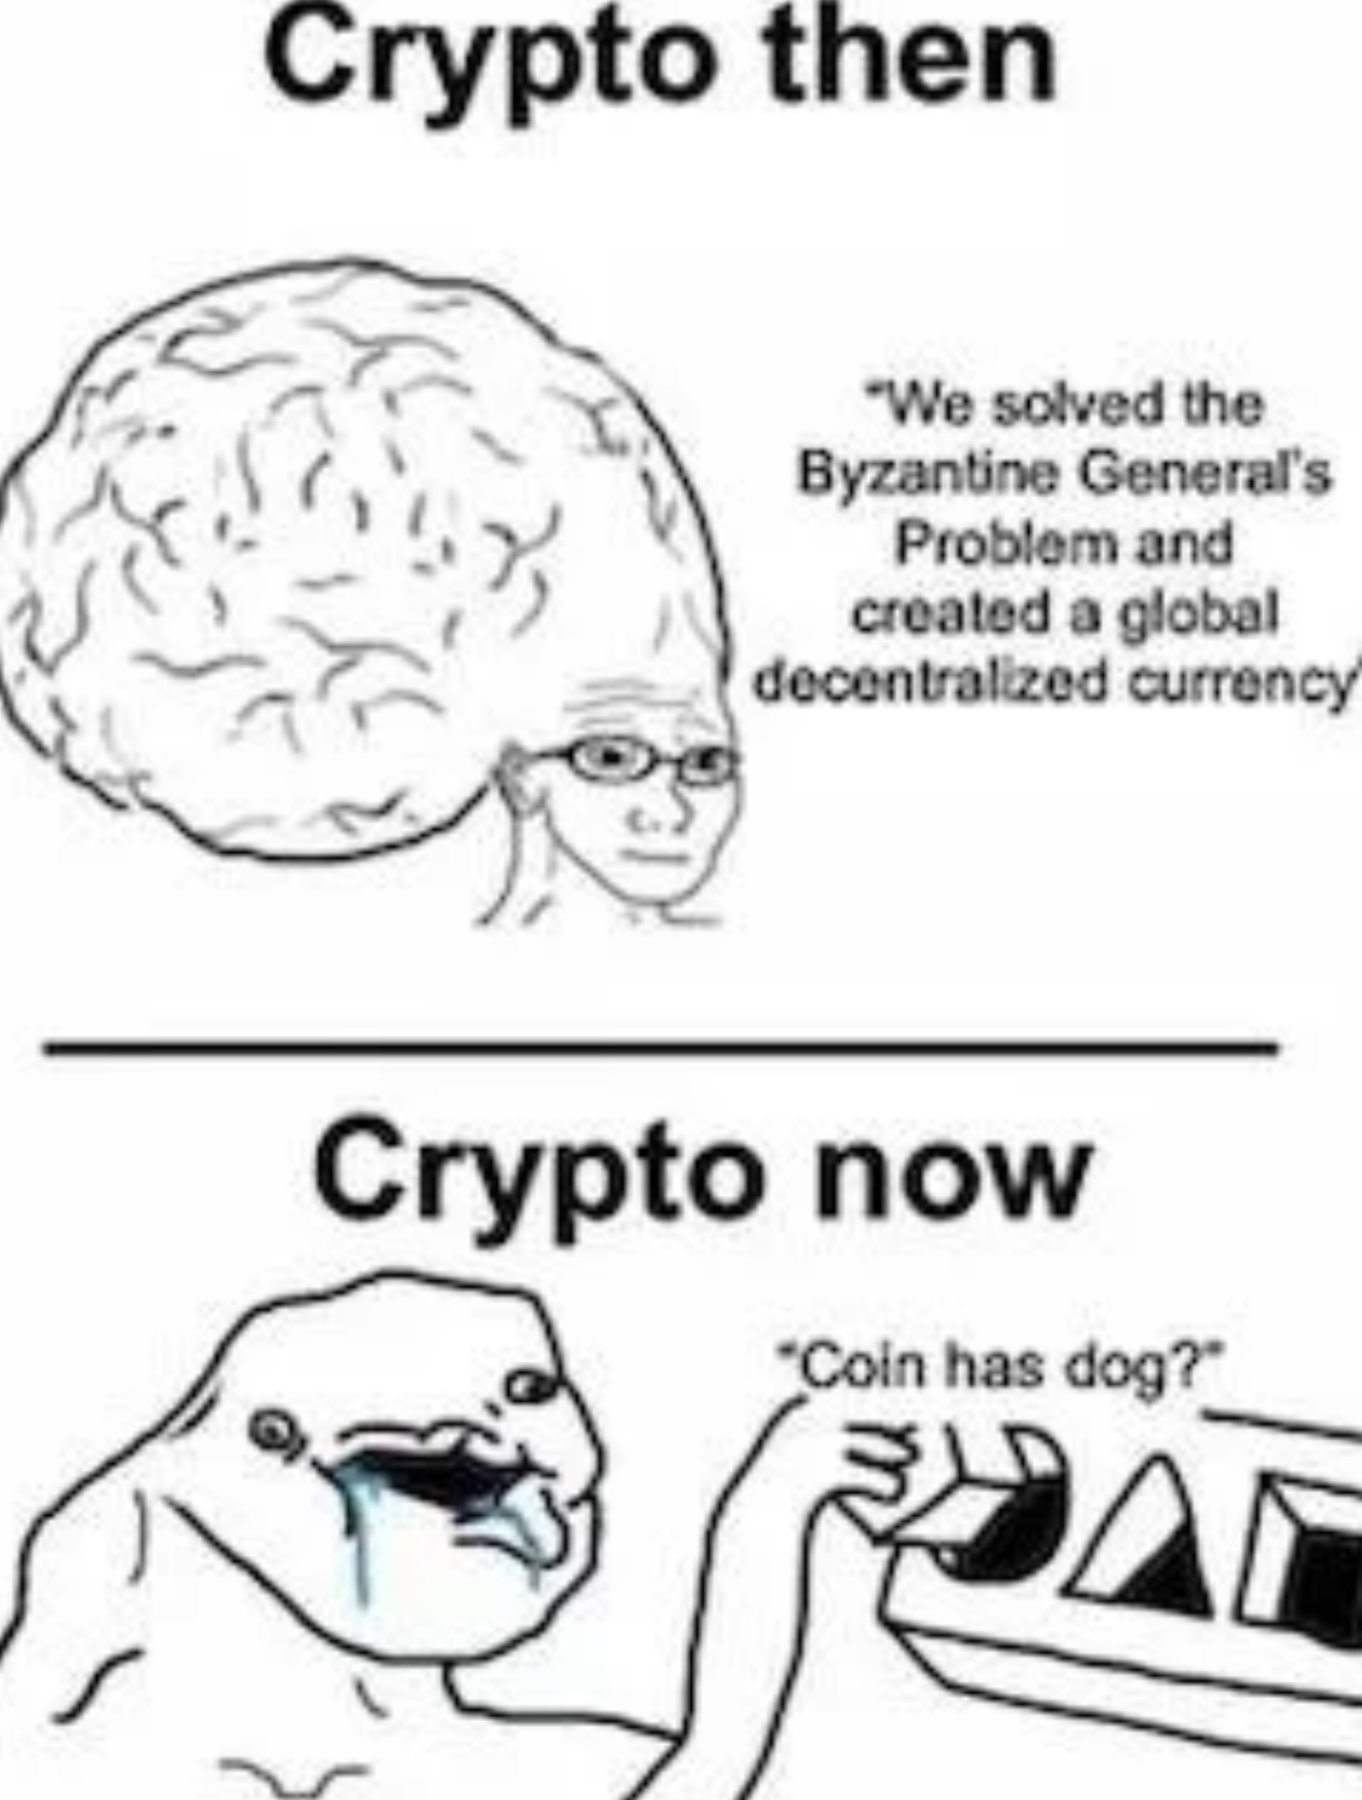 Crypto then
"We solved the
Byzantine General's
Problem and
created a global
decentralized currency"
Crypto now
"Coin has dog?"